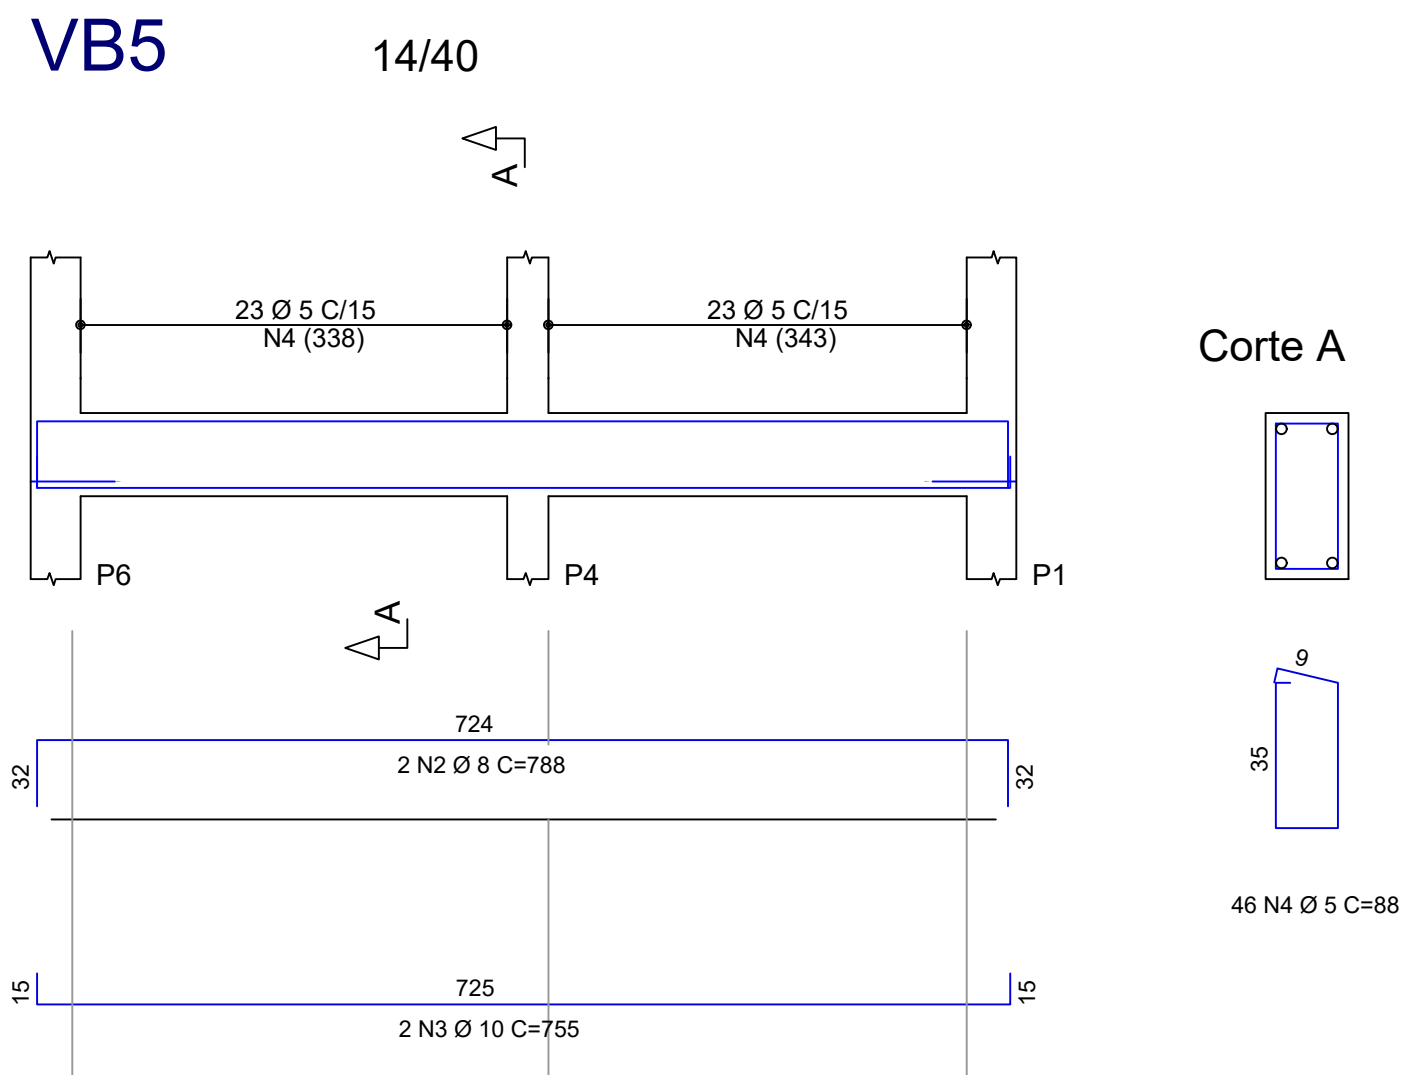 VB5
14/40
A
23 Ø 5 C/15
N4 (338)
23 Ø 5 C/15
N4 (343)
Corte A
P6
P4
P1
A
724
2 N2 Ø 8 C=788
32
32
9
35
46 N4 Ø 5 C=88
725
2 N3 Ø 10 C=755
15
15